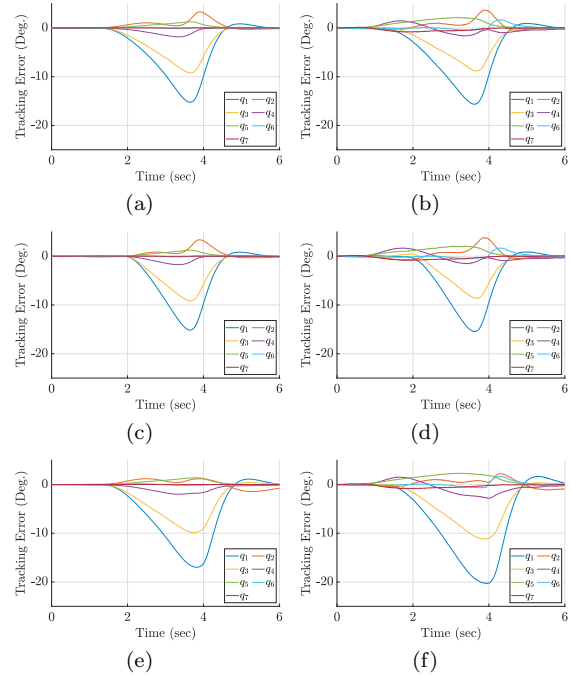 0
-10
-20
Tracking Error (Deg.)
q1 q2
q3 q4
q5 q6
q7
0 2 4 6
Time (sec)
(a)
0
-10
-20
Tracking Error (Deg.)
q1 q2
q3 q4
q5 q6
q7
0 2 4 6
Time (sec)
(b)
0
-10
-20
Tracking Error (Deg.)
q1 q2
q3 q4
q5 q6
q7
0 2 4 6
Time (sec)
(c)
0
-10
-20
Tracking Error (Deg.)
q1 q2
q3 q4
q5 q6
q7
0 2 4 6
Time (sec)
(d)
0
-10
-20
Tracking Error (Deg.)
q1 q2
q3 q4
q5 q6
q7
0 2 4 6
Time (sec)
(e)
0
-10
-20
Tracking Error (Deg.)
q1 q2
q3 q4
q5 q6
q7
0 2 4 6
Time (sec)
(f)